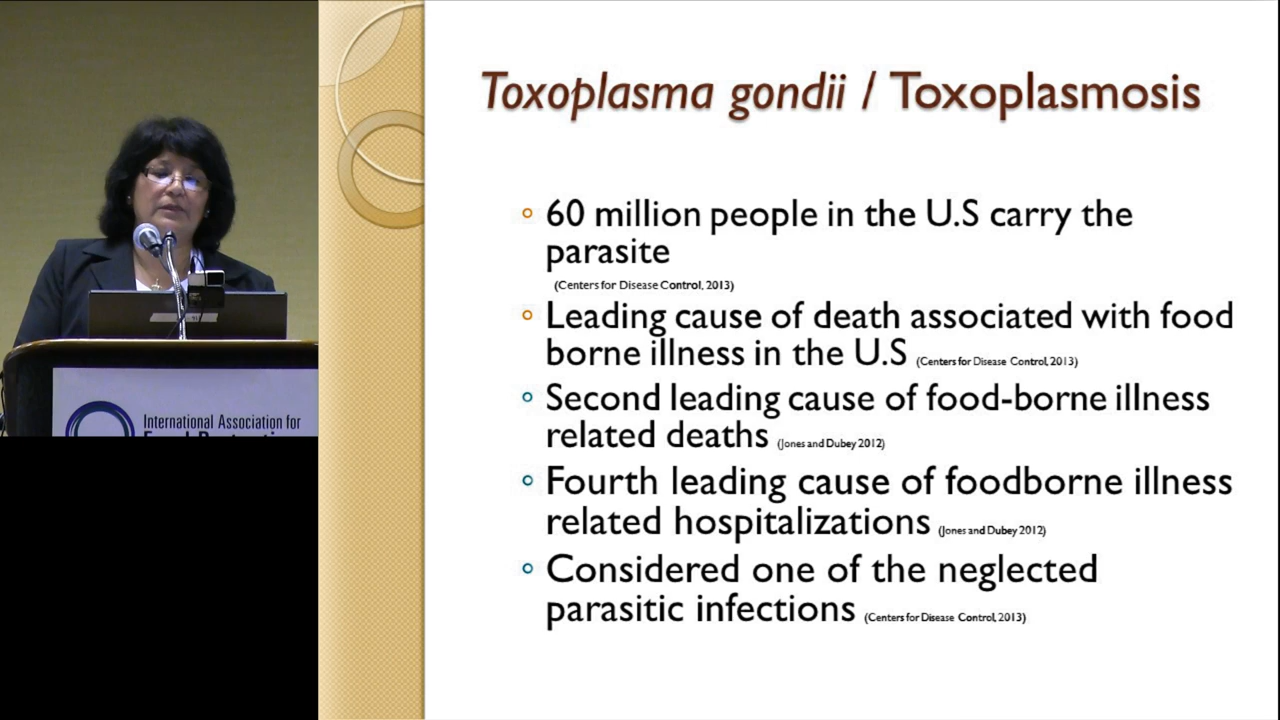 Toxoplasma gondii / Toxoplasmosis
60 million people in the U.S carry the
parasite
(Centers for Disease Control, 2013)
Leading cause of death associated with food
borne illness in the U.S (Centers for Disease Control, 2013)
Second leading cause of food-borne illness
related deaths (Jones and Dubey 2012)
Fourth leading cause of foodborne illness
related hospitalizations (Jones and Dubey 2012)
Considered one of the neglected
parasitic infections (Centers for Disease Control, 2013)
International Association for